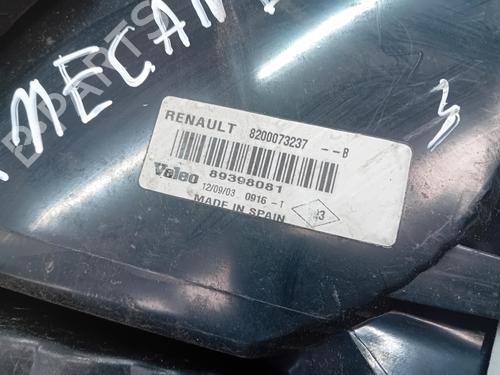 MECAN
3
RENAULT 8200073237 --B
89398081
Valeo 12/09/03 0916-1
MADE IN SPAIN